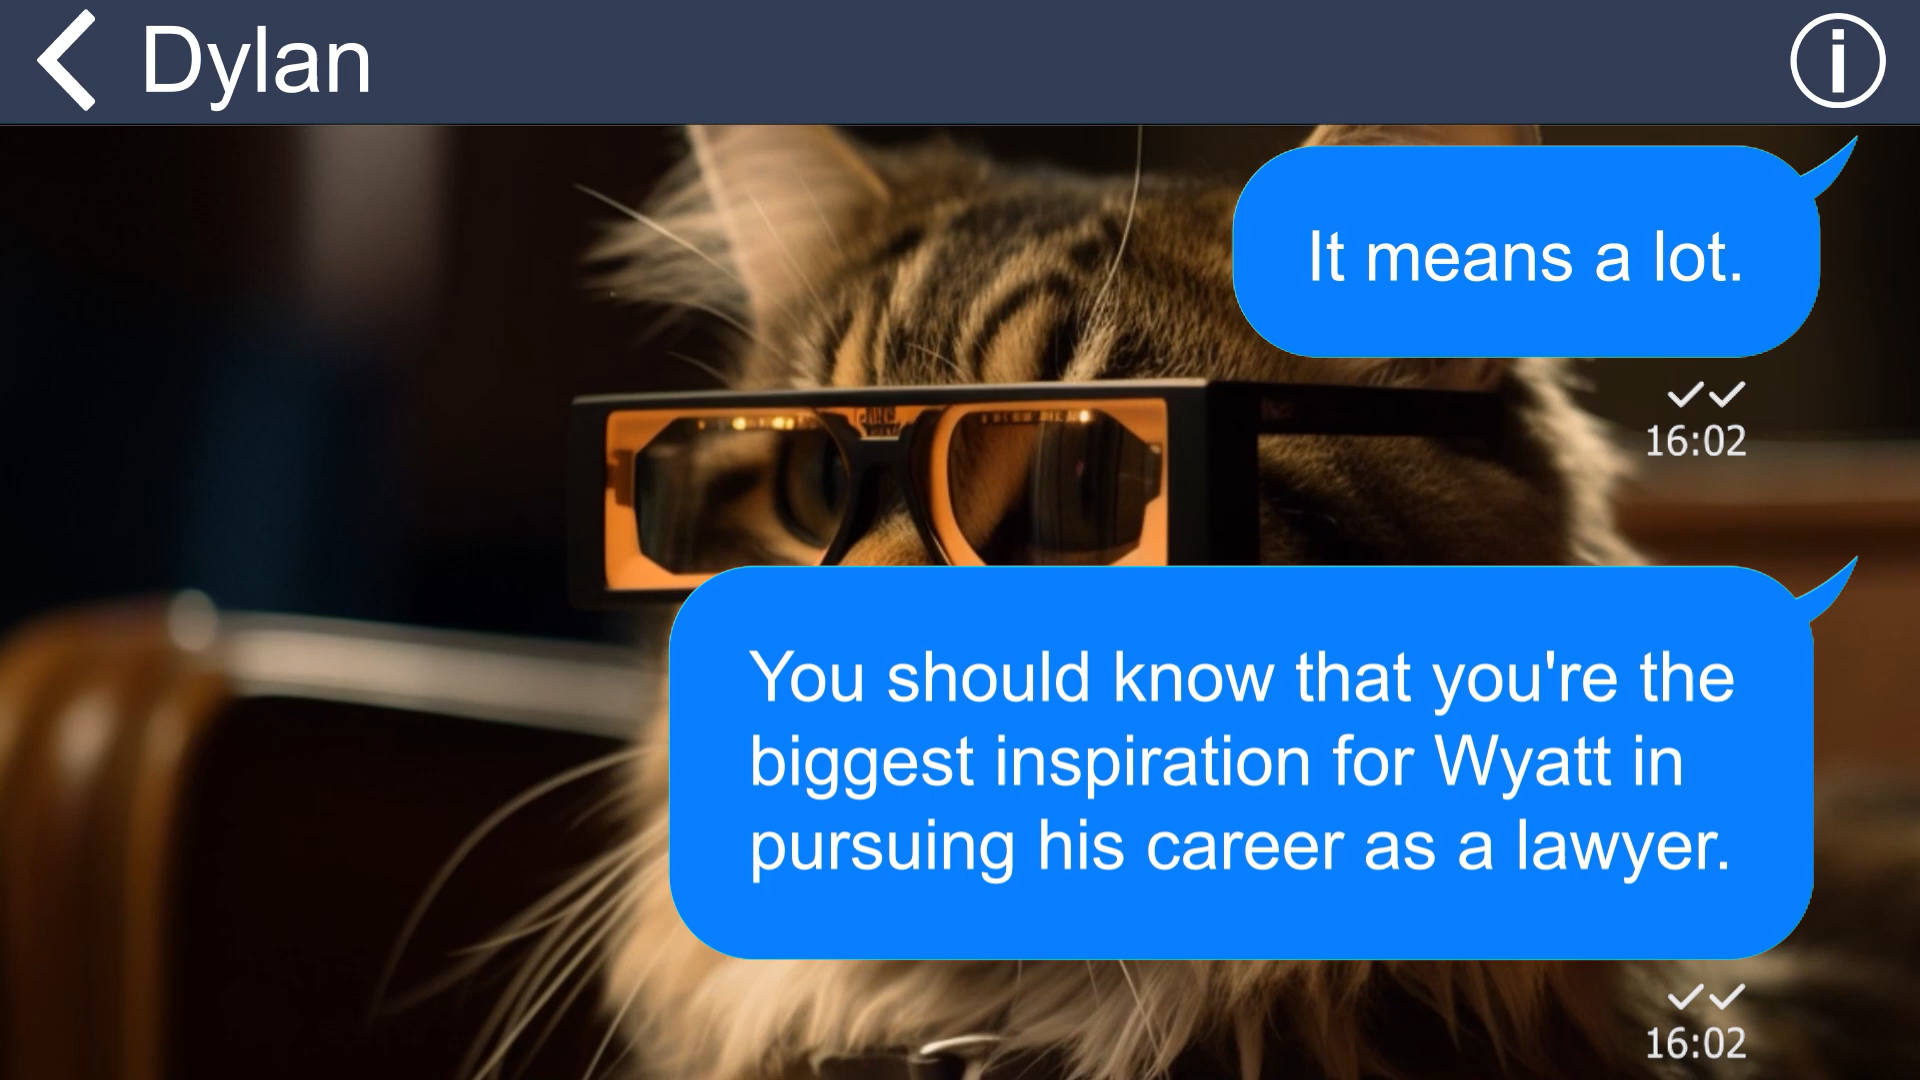 Dylan
It means a lot.
16:02
You should know that you're the
biggest inspiration for Wyatt in
pursuing his career as a lawyer.
16:02